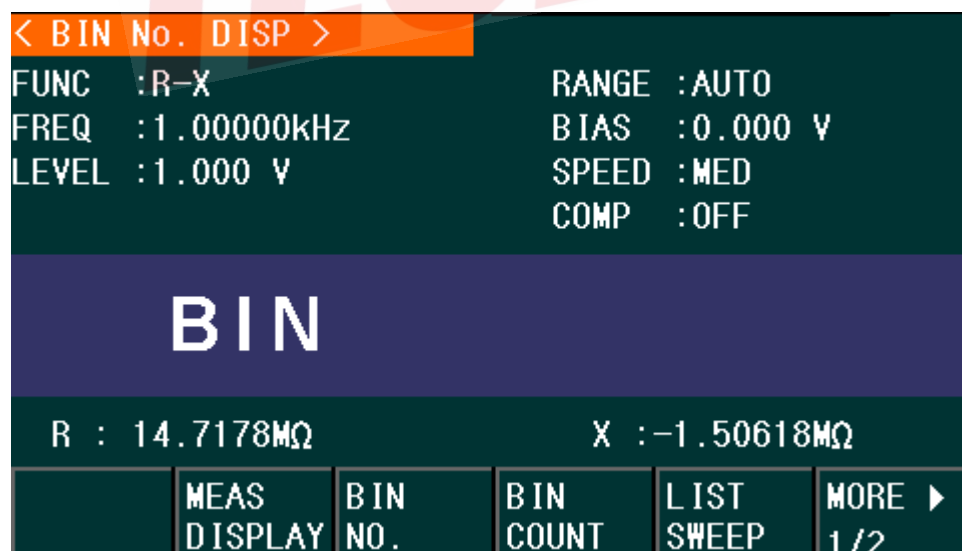 < BIN No. DISP >
FUNC :R-X
RANGE :AUTO
FREQ :1.00000kHz
BIAS :0.000 V
LEVEL :1.000 V
SPEED :MED
COMP :OFF
BIN
R : 14.7178MΩ
X :-1.50618MΩ
MEAS DISPLAY
BIN NO.
BIN COUNT
LIST SWEEP
MORE ▶ 1/2